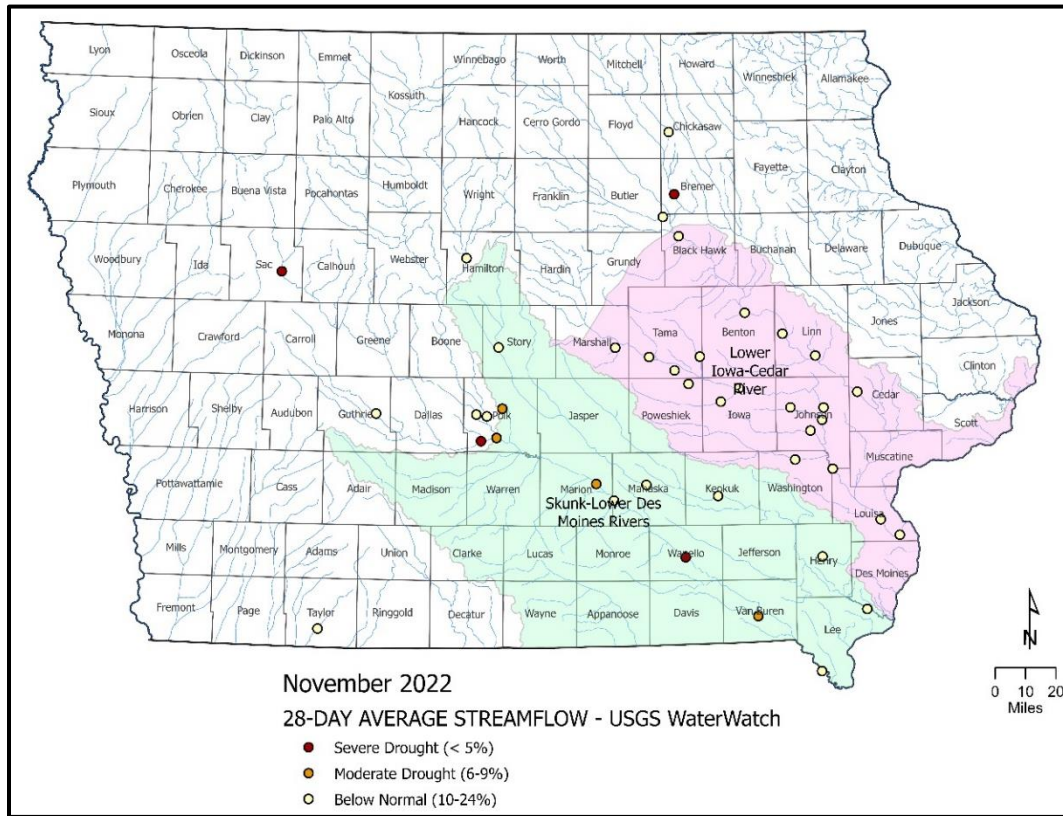 Lyon
Osceola
Dickinson
Emmet
Winnebago
Worth
Mitchell
Howard
Winneshiek
Allamakee
Kossuth
Sioux
Obrien
Clay
Palo Alto
Hancock
Cerro Gordo
Floyd
Chickasaw
Fayette
Clayton
Plymouth
Cherokee
Buena Vista
Pocahontas
Humboldt
Wright
Franklin
Butler
Bremer
Woodbury
Ida
Sac
Calhoun
Webster
Hamilton
Hardin
Grundy
Black Hawk
Buchanan
Delaware
Dubuque
Monona
Crawford
Carroll
Greene
Boone
Story
Marshall
Tama
Benton
Linn
Jones
Jackson
Lower
Iowa-Cedar
River
Clinton
Harrison
Shelby
Audubon
Guthrie
Dallas
Polk
Jasper
Poweshiek
Iowa
Johnson
Cedar
Scott
Muscatine
Pottawattamie
Cass
Adair
Madison
Warren
Marion
Mahaska
Keokuk
Washington
Louisa
Skunk-Lower Des
Moines Rivers
Mills
Montgomery
Adams
Union
Clarke
Lucas
Monroe
Wapello
Jefferson
Henry
Des Moines
Fremont
Page
Taylor
Ringgold
Decatur
Wayne
Appanoose
Davis
Van Buren
Lee
N
0 10 20
Miles
November 2022
28-DAY AVERAGE STREAMFLOW - USGS WaterWatch
Severe Drought (< 5%)
Moderate Drought (6-9%)
Below Normal (10-24%)